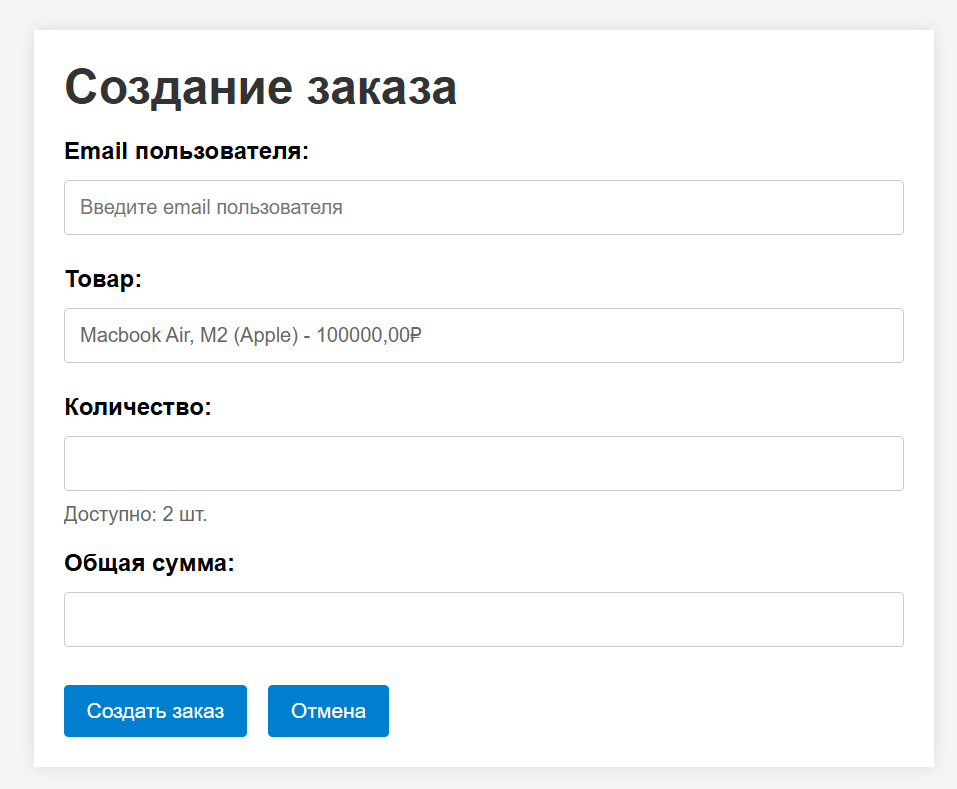 Создание заказа
Email пользователя:
Введите email пользователя
Товар:
Macbook Air, M2 (Apple) - 100000,00₽
Количество:
Доступно: 2 шт.
Общая сумма:
Создать заказ Отмена